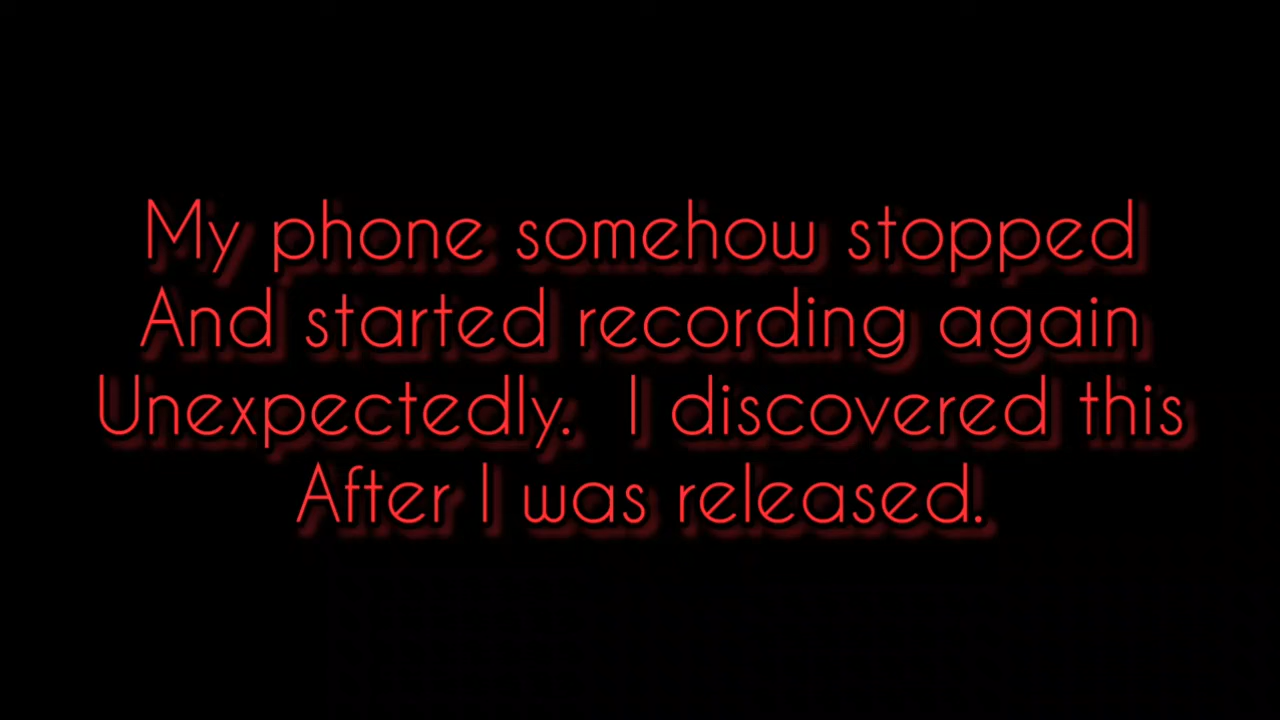 My phone somehow stopped
And started recording again
Unexpectedly.  I discovered this
After I was released.